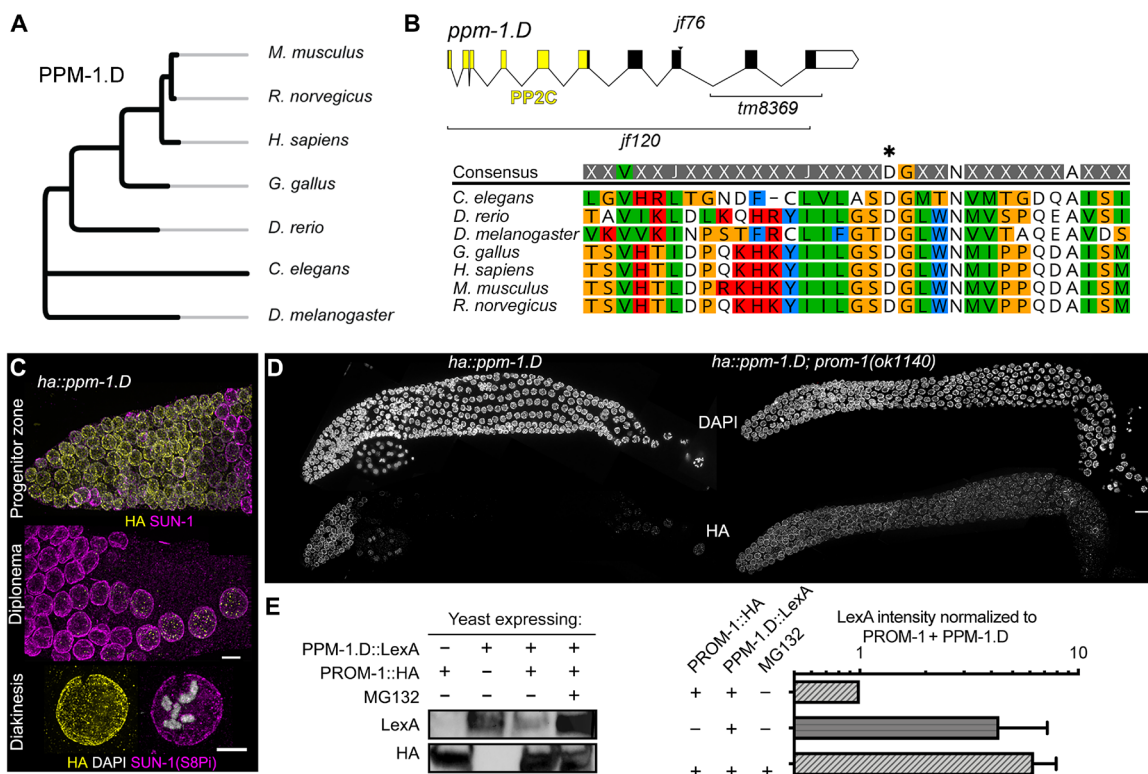 A
PPM-1.D
M. musculus
R. norvegicus
H. sapiens
G. gallus
D. rerio
C. elegans
D. melanogaster
B
ppm-1.D
jf76
PP2C
tm8369
jf120
*
Consensus X X V X X J X X X X X X X X J X X X D G X N X X X X X A X X X
C. elegans L G V H R L T G N D F - C L V L A S D G M T N V M T G D Q A I S I
D. rerio T A V I K L D L K Q H R Y I I L G S D G L W N M V S P Q E A V S I
D. melanogaster V K V V K I N P S T F R C L I F G T D G L W N V V T A Q E A V D S
G. gallus T S V H T I D P Q K H K Y I I L G S D G L W N M I P P Q D A I S M
H. sapiens T S V H T L D P Q K H K Y I I L G S D G L W N M I P P Q D A I S M
M. musculus T S V H T L D P R K H K Y I I L G S D G L W N M V P P Q D A I S M
R. norvegicus T S V H T L D P Q K H K Y I I L G S D G L W N M V P P Q D A I S M
C
ha::ppm-1.D
Progenitor zone
HA SUN-1
Diplonema
Diakinesis
HA DAPI SUN-1(S8Pi)
D
ha::ppm-1.D
ha::ppm-1.D; prom-1(ok1140)
DAPI
HA
E
Yeast expressing:
PPM-1.D::LexA – + + +
PROM-1::HA + – + +
MG132 – – – +
LexA
HA
PROM-1::HA
PPM-1.D::LexA
MG132
LexA intensity normalized to
PROM-1 + PPM-1.D
1 10
+ + –
– + –
+ + +